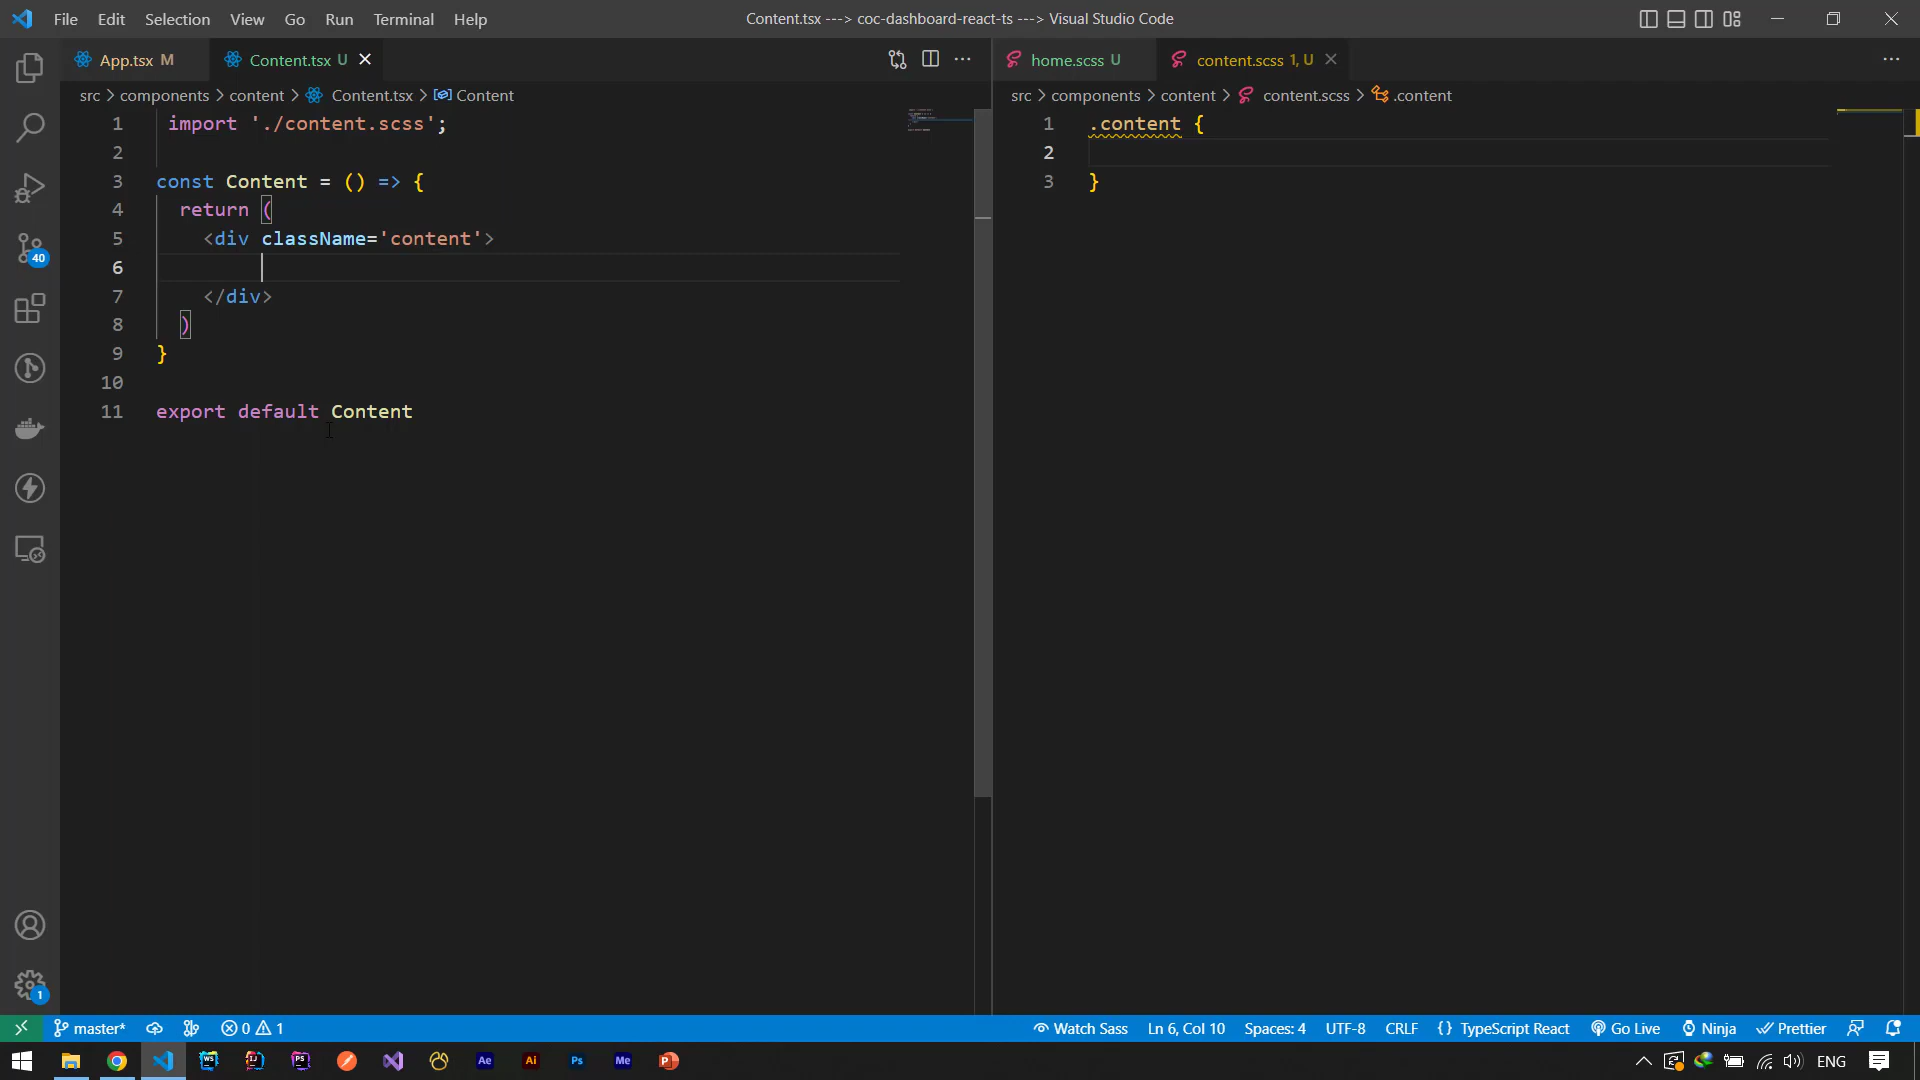 File Edit Selection View Go Run Terminal Help
Content.tsx ---> coc-dashboard-react-ts ---> Visual Studio Code
App.tsx M
Content.tsx U
home.scss U
content.scss 1, U
src > components > content > Content.tsx > Content
src > components > content > content.scss > .content
1 import './content.scss';
2
3 const Content = () => {
4 return (
5 <div className='content'>
6
7 </div>
8 )
9 }
10
11 export default Content
1 .content {
2
3 }
40
1
master* 0 1
Watch Sass Ln 6, Col 10 Spaces: 4 UTF-8 CRLF {} TypeScript React Go Live Ninja Prettier
WS IJ PS Ae Ai Ps Me P
ENG